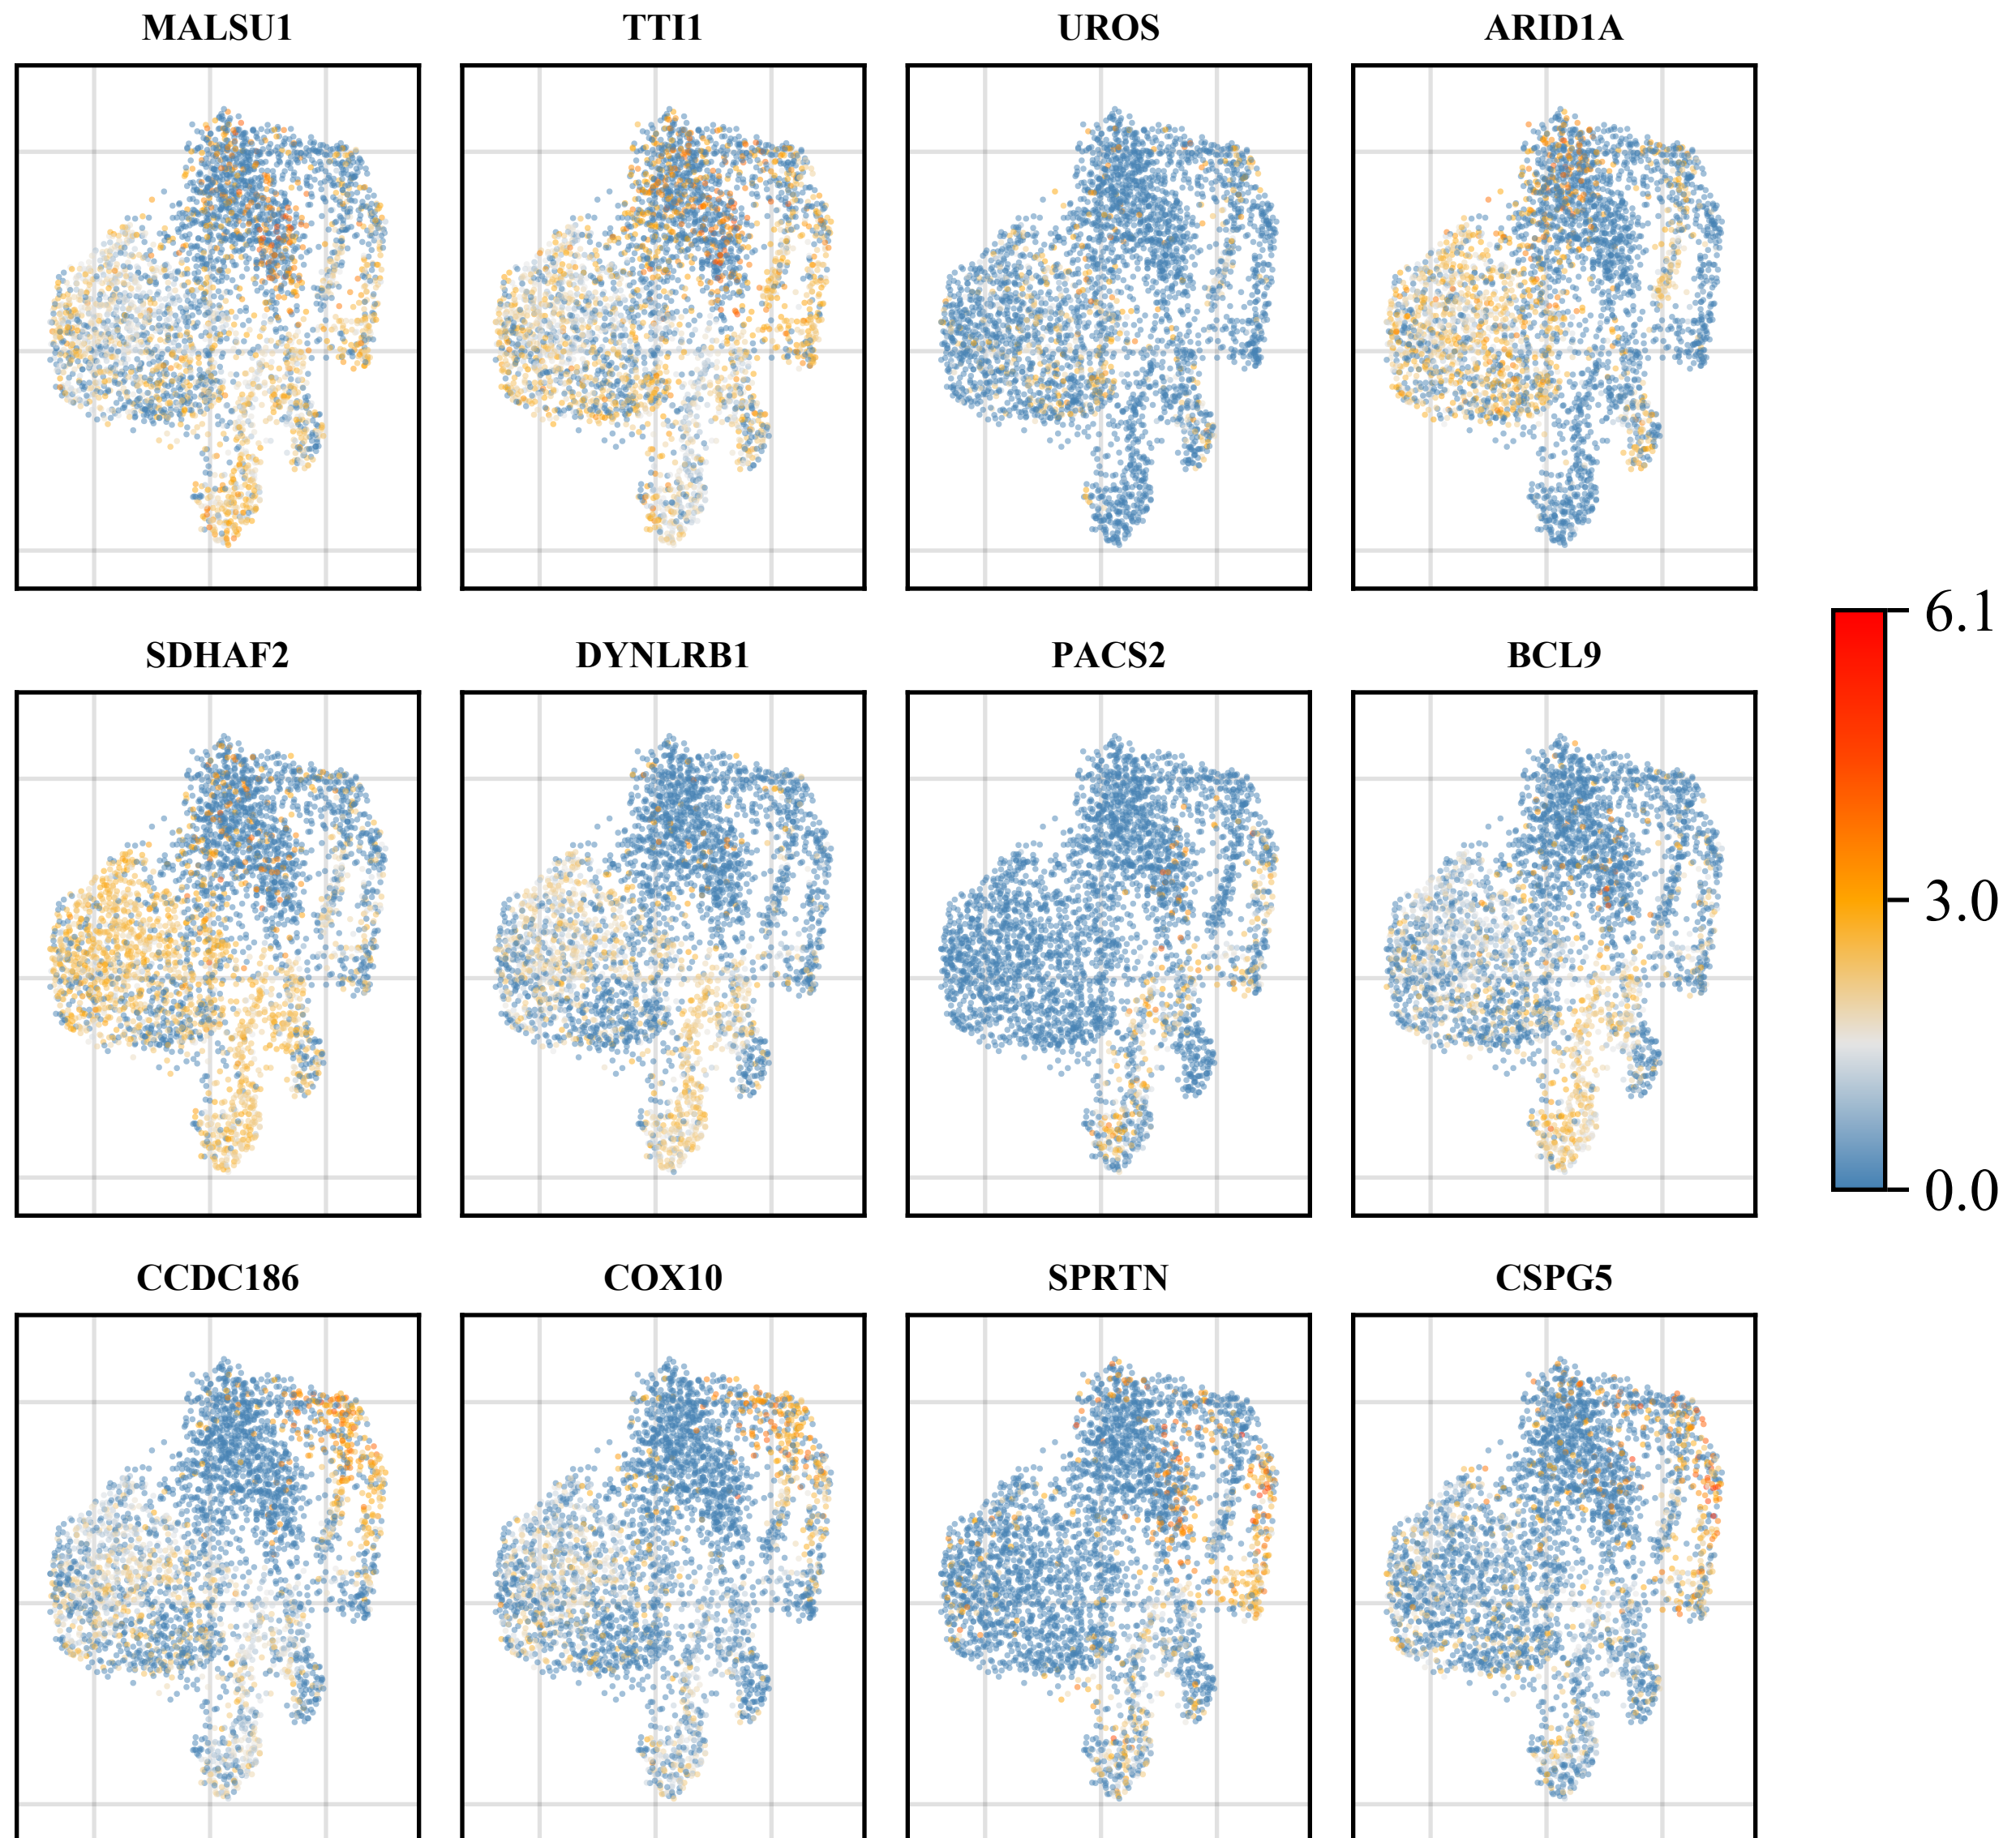 MALSU1 TTI1 UROS ARID1A
SDHAF2 DYNLRB1 PACS2 BCL9
6.1
3.0
0.0
CCDC186 COX10 SPRTN CSPG5